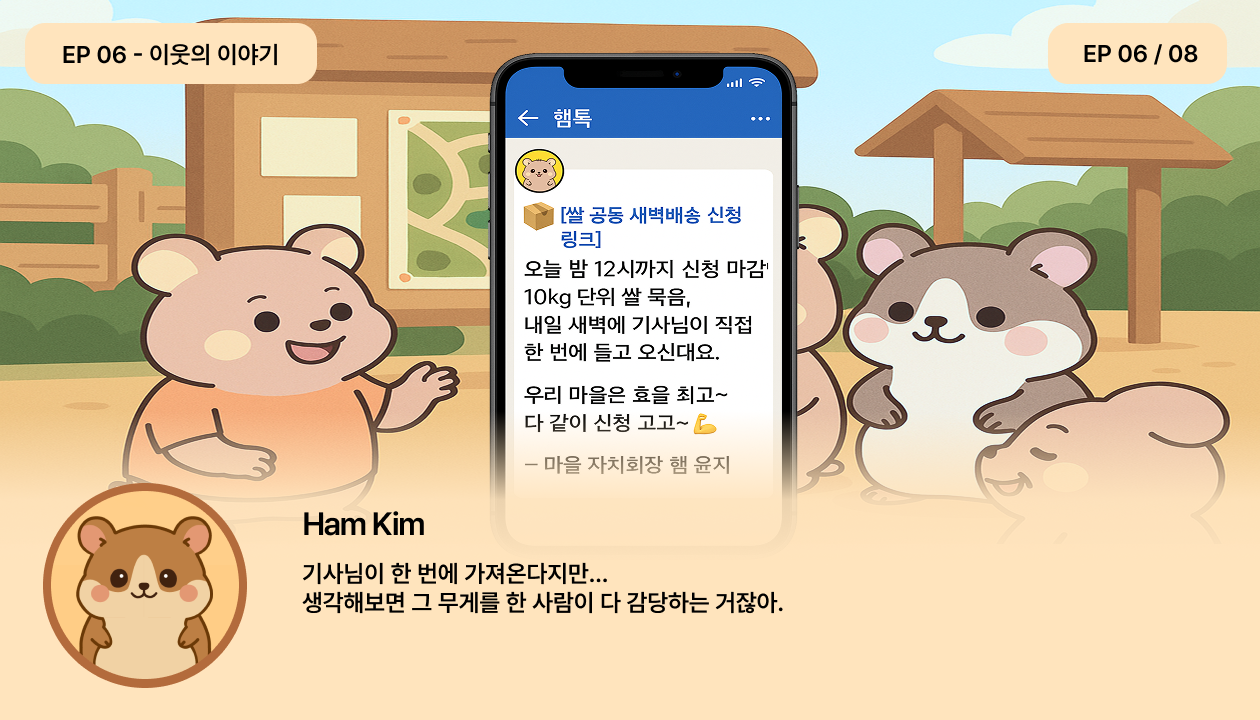 EP 06 - 이웃의 이야기
EP 06 / 08
햄톡
[쌀 공동 새벽배송 신청
링크]
오늘 밤 12시까지 신청 마감!
10kg 단위 쌀 묶음,
내일 새벽에 기사님이 직접
한 번에 들고 오신대요.
우리 마을은 효율 최고~
다 같이 신청 고고~💪
– 마을 자치회장 햄 윤지
Ham Kim
기사님이 한 번에 가져온다지만...
생각해보면 그 무게를 한 사람이 다 감당하는 거잖아.